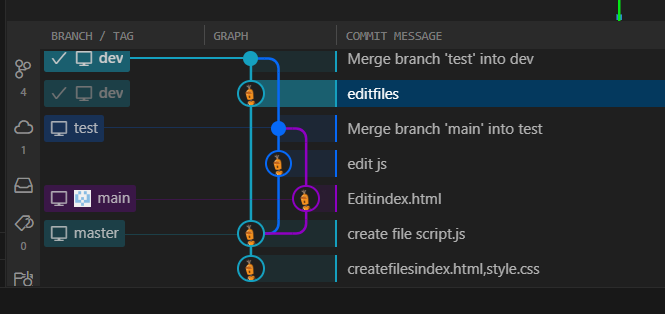 BRANCH / TAG GRAPH COMMIT MESSAGE
dev Merge branch 'test' into dev
dev editfiles
4
test Merge branch 'main' into test
1
edit js
main Editindex.html
master create file script.js
0
createfilesindex.html,style.css